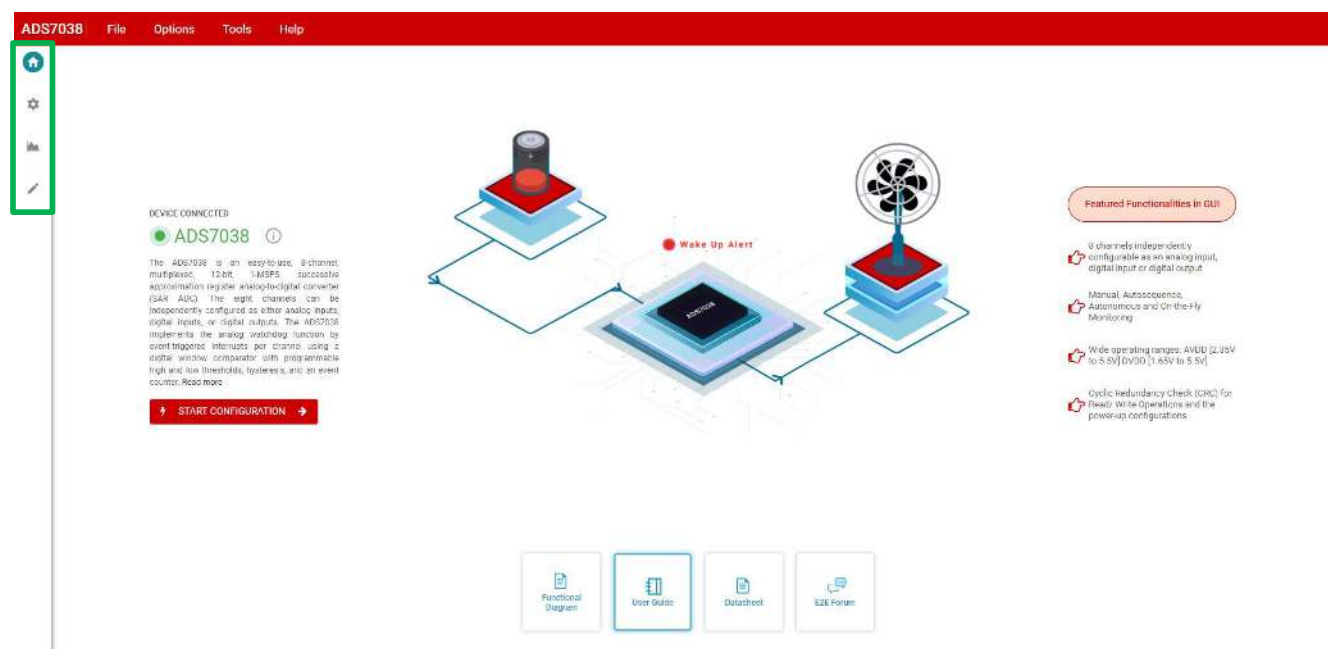 ADS7038 File Options Tools Help
DEVICE CONNECTED
ADS7038
The ADS7038 is an easy-to-use, 8-channel,
multiplexed, 12-bit, 1-MSPS, successive
approximation register analog-to-digital converter
(SAR ADC). The eight channels can be
independently configured as either analog inputs,
digital inputs, or digital outputs. The ADS7038
implements the analog watchdog function by
event-triggered interrupts per channel using a
digital window comparator with programmable
high and low thresholds, hysteresis, and an event
counter. Read more
START CONFIGURATION
Wake Up Alert
ADS7038
Featured Functionalities in GUI
8 channels independently
configurable as an analog input,
digital input or digital output
Manual, Autosequence,
Autonomous and On-the-Fly
Monitoring
Wide operating ranges: AVDD [2.35V
to 5.5V] DVDD [1.65V to 5.5V]
Cyclic Redundancy Check (CRC) for
Read/ Write Operations and the
power-up configurations
Functional
Diagram
User Guide
Datasheet
E2E Forum